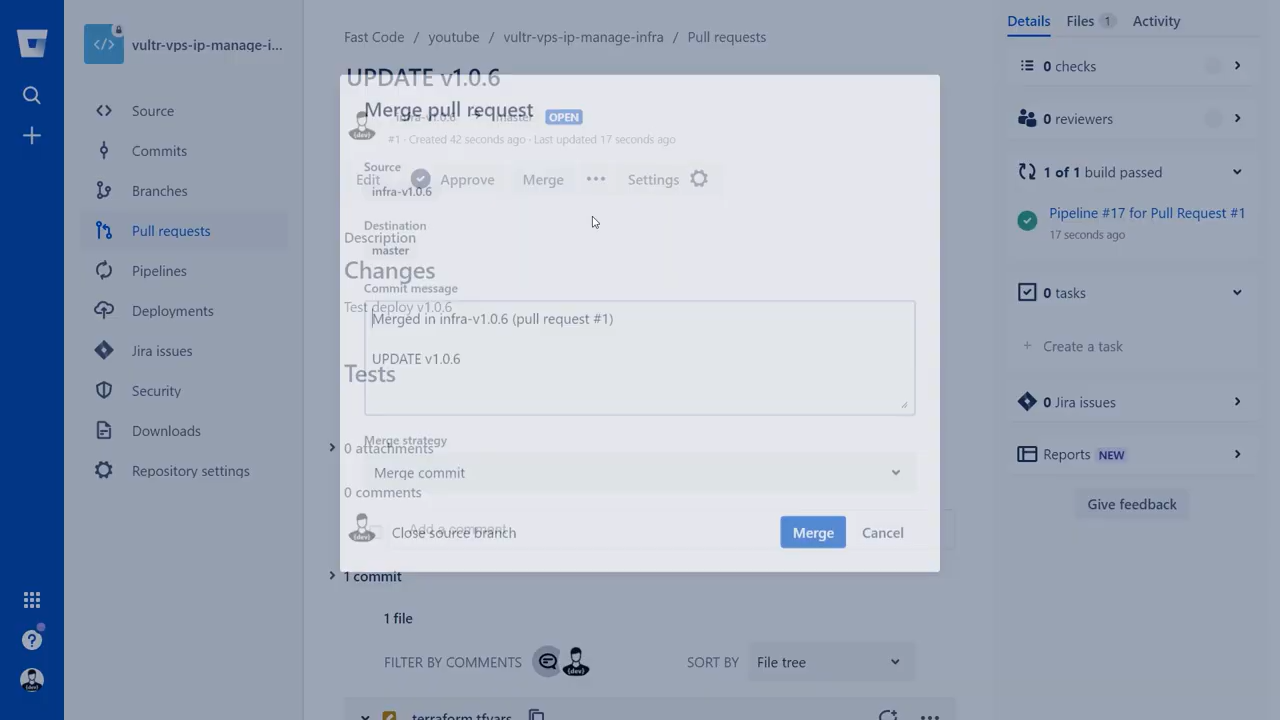 vultr-vps-ip-manage-i...
Source
Commits
Branches
Pull requests
Pipelines
Deployments
Jira issues
Security
Downloads
Repository settings
Fast Code / youtube / vultr-vps-ip-manage-infra / Pull requests
UPDATE v1.0.6
Merge pull request
infra-v1.0.6 → master OPEN
#1 · Created 42 seconds ago · Last updated 17 seconds ago
Source
infra-v1.0.6
Edit Approve Merge ••• Settings
Destination
master
Description
Changes
Commit message
Test deploy v1.0.6
Merged in infra-v1.0.6 (pull request #1)
UPDATE v1.0.6
Tests
Merge strategy
0 attachments
Merge commit
0 comments
Add a comment
Close source branch
Merge Cancel
1 commit
1 file
FILTER BY COMMENTS
SORT BY File tree
terraform.tfvars
Details Files 1 Activity
0 checks
0 reviewers
1 of 1 build passed
Pipeline #17 for Pull Request #1
17 seconds ago
0 tasks
+ Create a task
0 Jira issues
Reports NEW
Give feedback